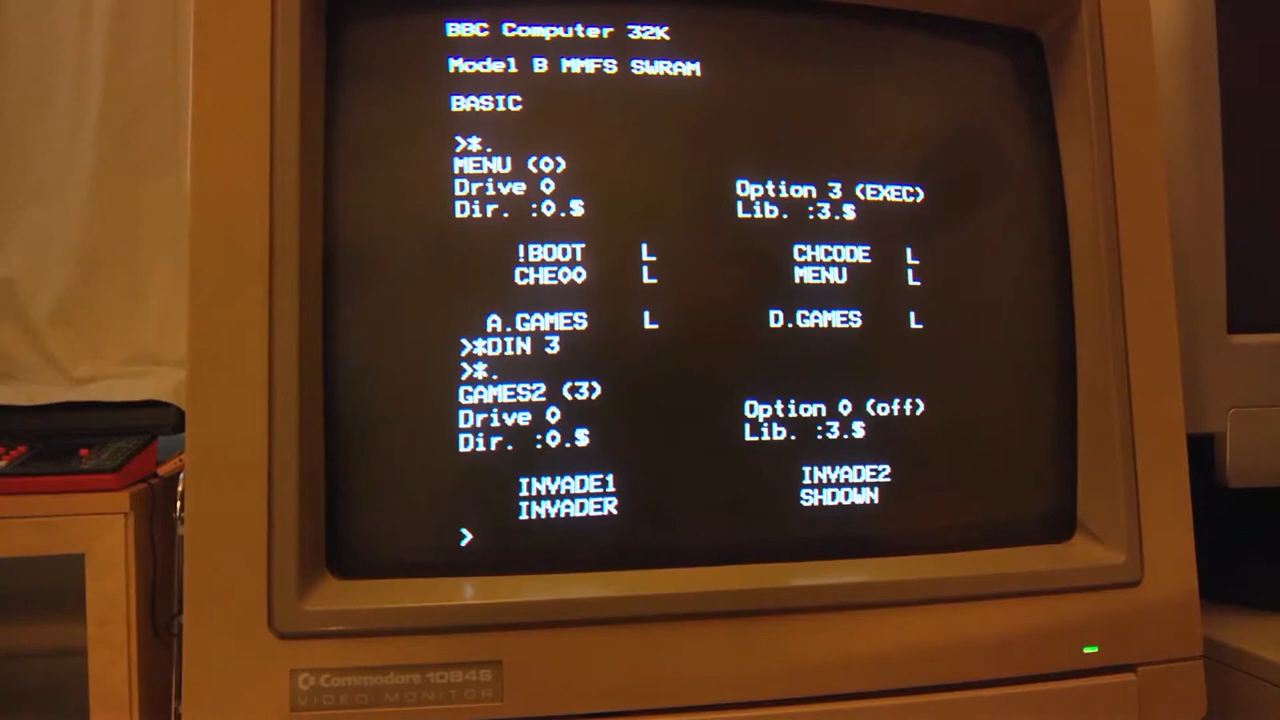 BBC Computer 32K
Model B MMFS SWRAM
BASIC
>*.
MENU (0)
Drive 0 Option 3 (EXEC)
Dir. :0.$ Lib. :3.$
!BOOT L CHCODE L
CHE00 L MENU L
A.GAMES L D.GAMES L
>*DIN 3
>*.
GAMES2 (3)
Drive 0 Option 0 (off)
Dir. :0.$ Lib. :3.$
INVADE1 INVADE2
INVADER SHDOWN
>
Commodore 1084S
VIDEO MONITOR